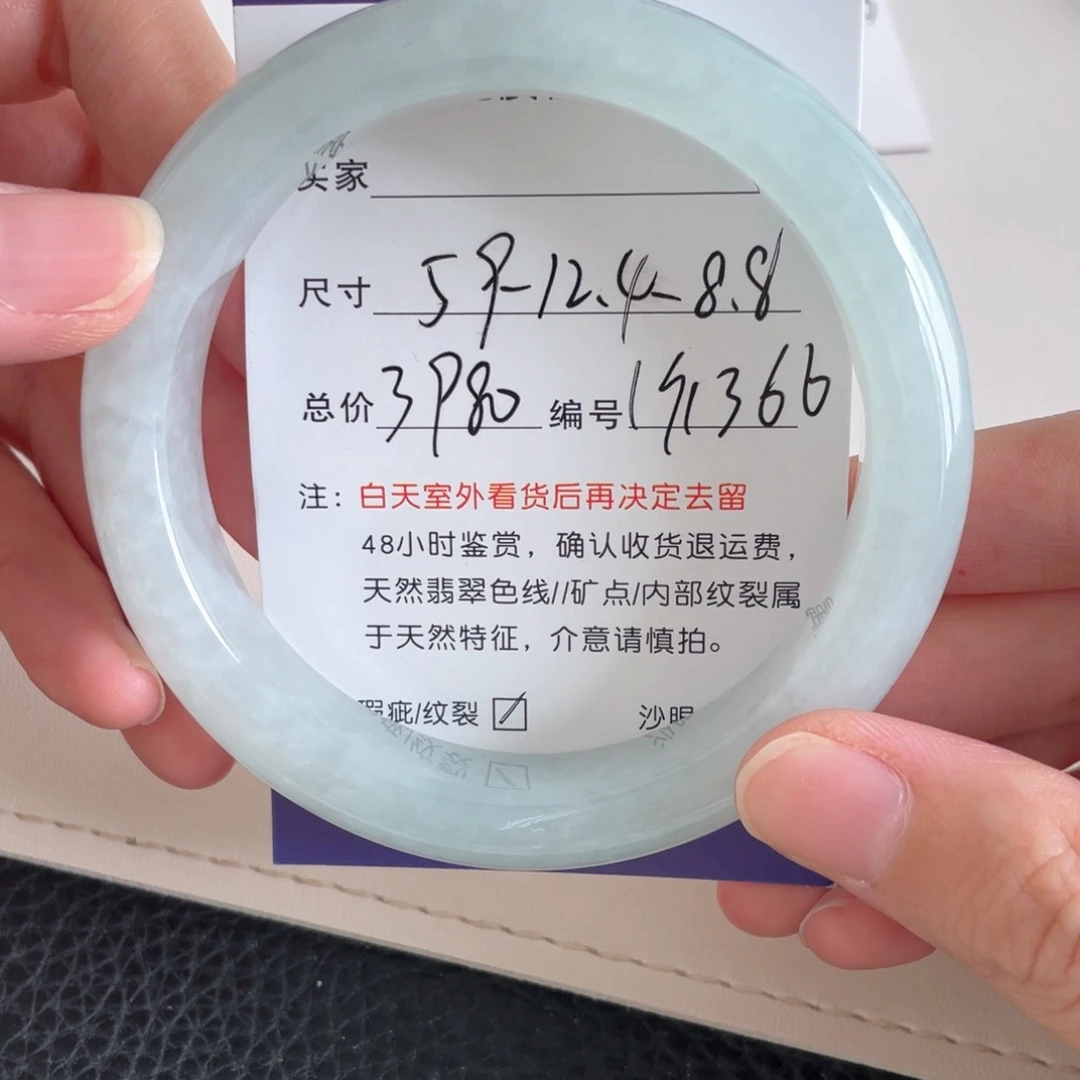 买家
尺寸 59-12.4-8.8
总价 3980 编号
注：白天室外看货后再决定去留
48小时鉴赏，确认收货退运费，
天然翡翠色线//矿点/内部纹裂属
于天然特征，介意请慎拍。
瑕疵/纹裂 沙眼